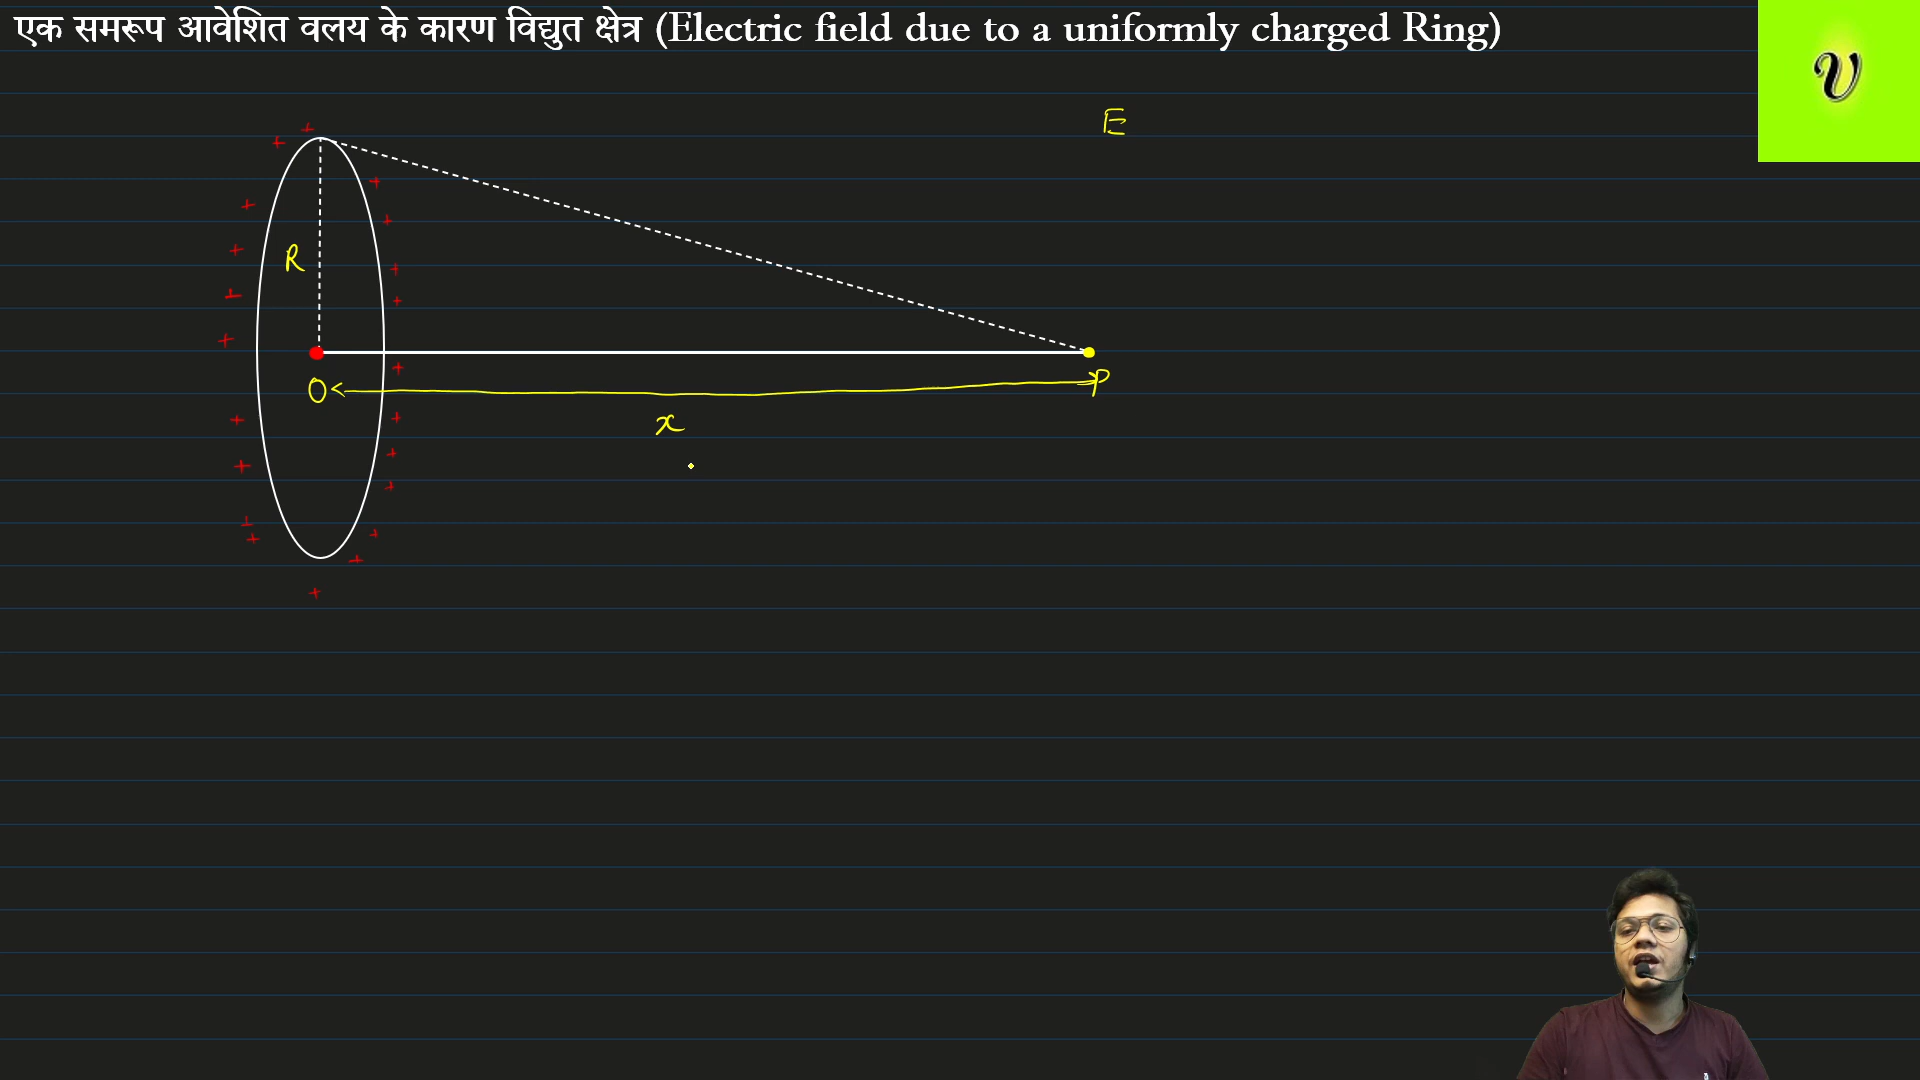 एक समरूप आवेशित वलय के कारण विद्युत क्षेत्र (Electric field due to a uniformly charged Ring)
υ
E
R
O
P
x